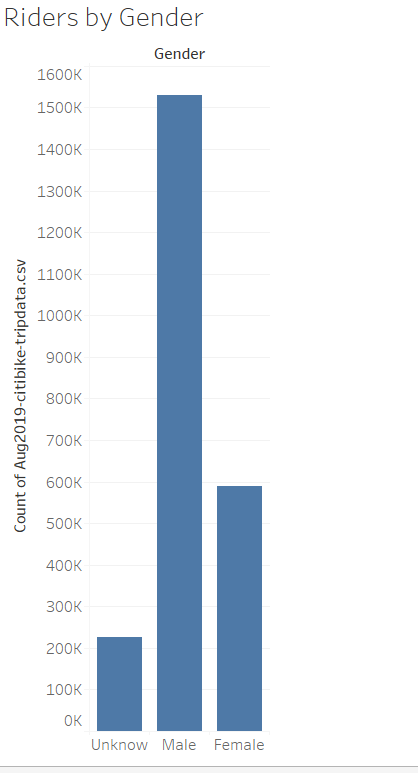 Riders by Gender
Gender
1600K
1500K
1400K
1300K
1200K
1100K
1000K
900K
800K
700K
600K
500K
400K
300K
200K
100K
0K
Count of Aug2019-citibike-tripdata.csv
Unknow Male Female